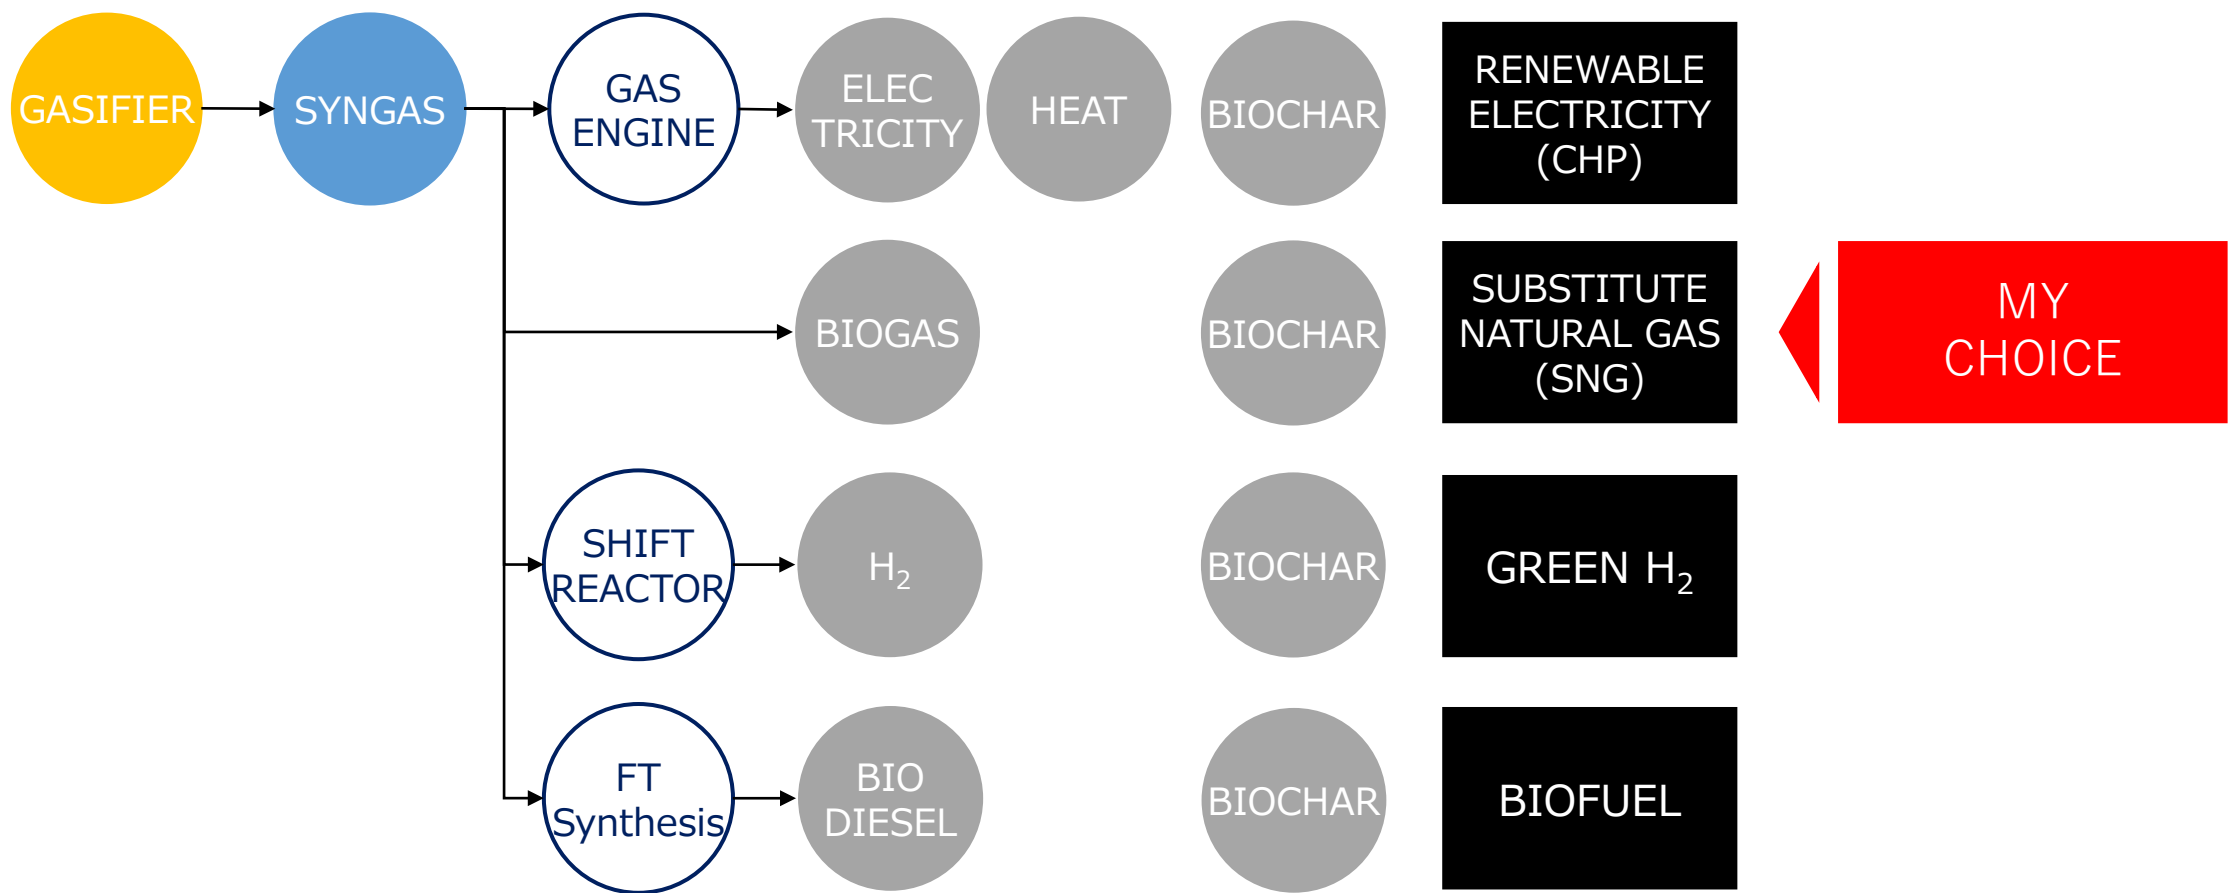 GASIFIER
SYNGAS
GAS
ENGINE
ELEC
TRICITY
HEAT
BIOCHAR
RENEWABLE
ELECTRICITY
(CHP)
BIOGAS
BIOCHAR
SUBSTITUTE
NATURAL GAS
(SNG)
MY
CHOICE
SHIFT
REACTOR
H₂
BIOCHAR
GREEN H₂
FT
Synthesis
BIO
DIESEL
BIOCHAR
BIOFUEL